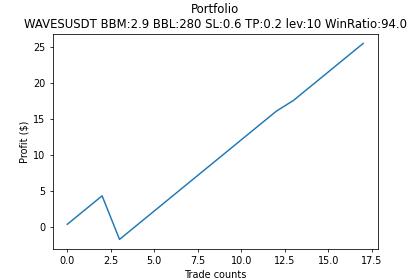 Portfolio
WAVESUSDT BBM:2.9 BBL:280 SL:0.6 TP:0.2 lev:10 WinRatio:94.0
25
20
15
10
5
0
Profit ($)
0.0 2.5 5.0 7.5 10.0 12.5 15.0 17.5
Trade counts